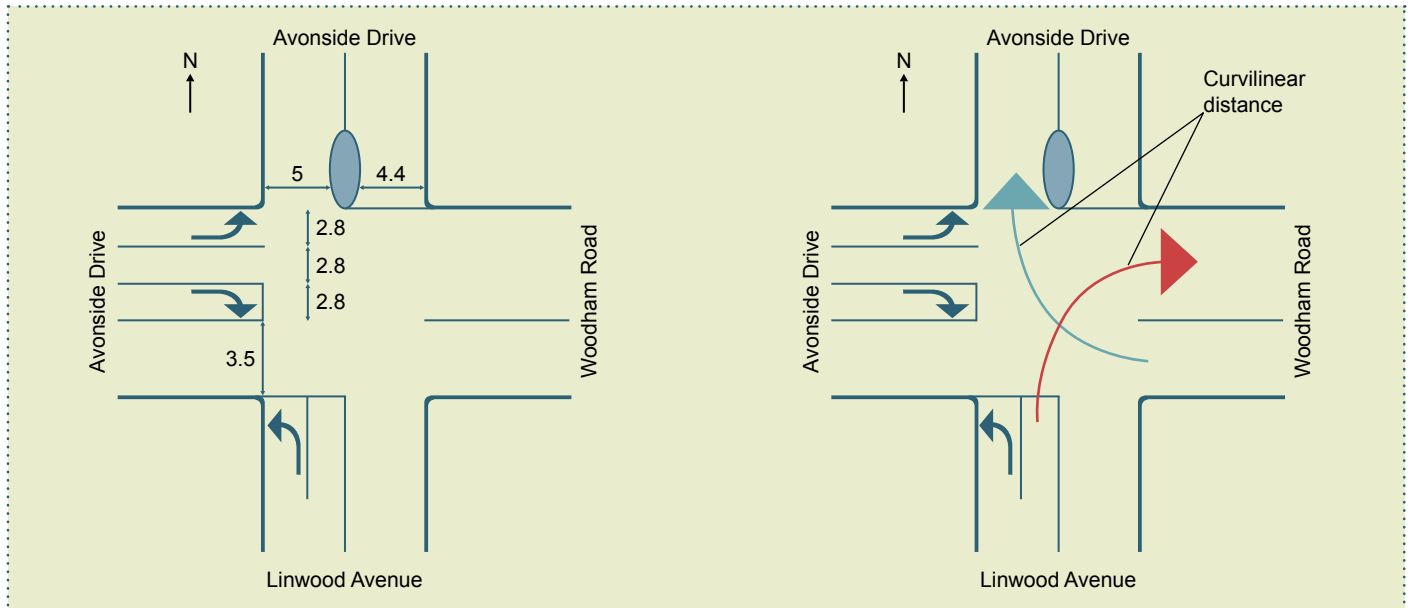 Avonside Drive
N
5
4.4
2.8
2.8
2.8
3.5
Avonside Drive
Woodham Road
Linwood Avenue
Avonside Drive
N
Curvilinear
distance
Avonside Drive
Woodham Road
Linwood Avenue